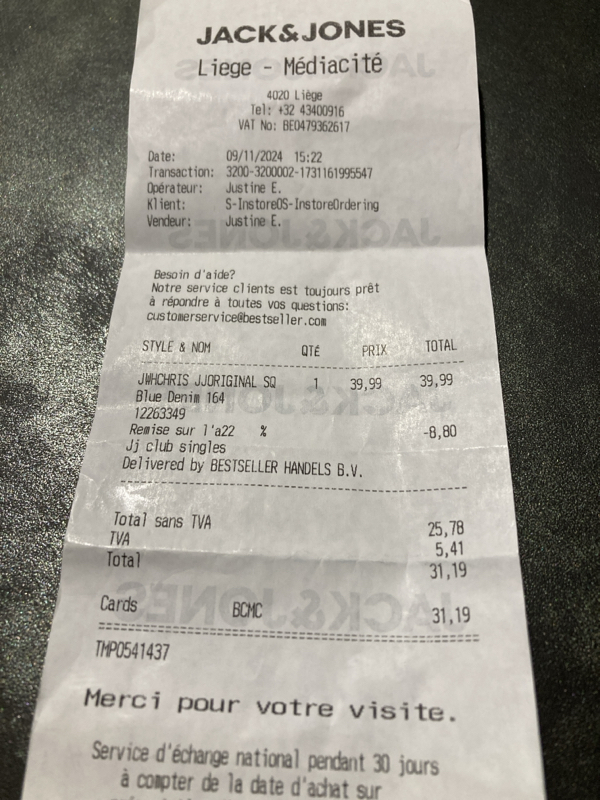 JACK&JONES
Liege - Médiacité
4020 Liège
Tel: +32 43400916
VAT No: BE0479362617
Date: 09/11/2024 15:22
Transaction: 3200-3200002-1731161995547
Opérateur: Justine E.
Klient: S-InstoreOS-InstoreOrdering
Vendeur: Justine E.
Besoin d'aide?
Notre service clients est toujours prêt
à répondre à toutes vos questions:
customerservice@bestseller.com
STYLE & NOM QTÉ PRIX TOTAL
JWHCHRIS JJORIGINAL SQ 1 39,99 39,99
Blue Denim 164
12263349
Remise sur l'a22 % -8,80
Jj club singles
Delivered by BESTSELLER HANDELS B.V.
Total sans TVA 25,78
TVA 5,41
Total 31,19
Cards BCMC 31,19
TMP0541437
Merci pour votre visite.
Service d'échange national pendant 30 jours
à compter de la date d'achat sur